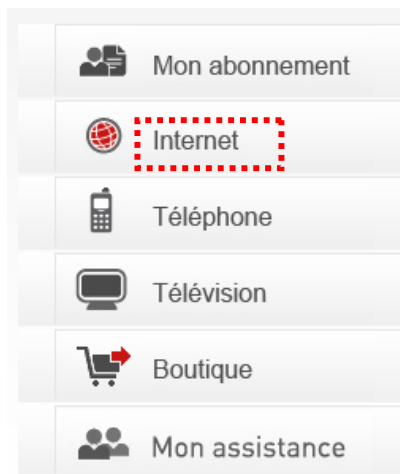 Mon abonnement
Internet
Téléphone
Télévision
Boutique
Mon assistance